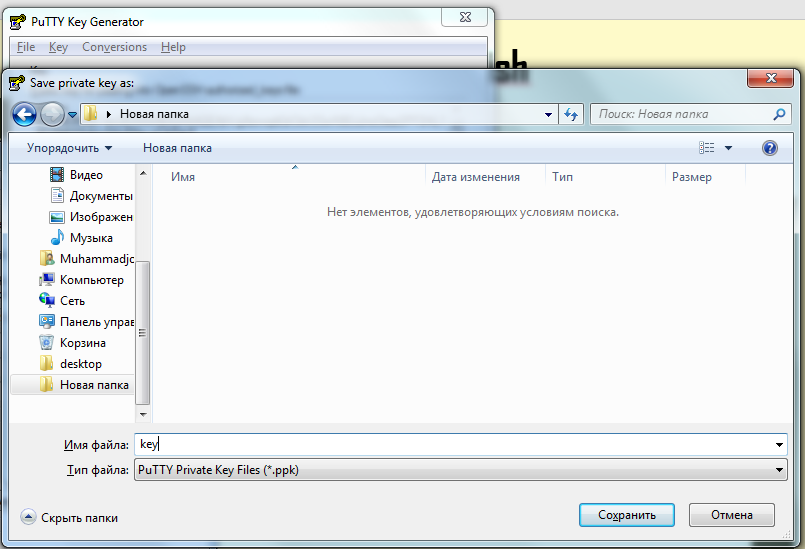 PuTTY Key Generator
File Key Conversions Help
Save private key as:
Новая папка
Поиск: Новая папка
Упорядочить Новая папка
Имя Дата изменения Тип Размер
Нет элементов, удовлетворяющих условиям поиска.
Видео
Документы
Изображен
Музыка
Muhammadjo
Компьютер
Сеть
Панель управ
Корзина
desktop
Новая папка
Имя файла: key
Тип файла: PuTTY Private Key Files (*.ppk)
Скрыть папки Сохранить Отмена